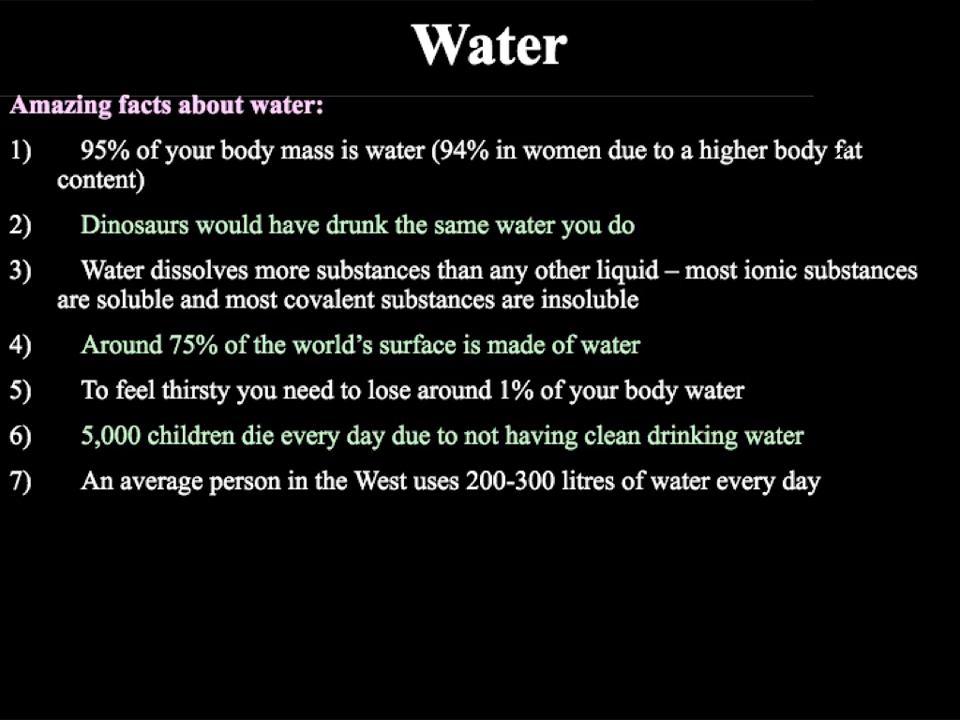 Water
Amazing facts about water:
1) 95% of your body mass is water (94% in women due to a higher body fat
content)
2) Dinosaurs would have drunk the same water you do
3) Water dissolves more substances than any other liquid – most ionic substances
are soluble and most covalent substances are insoluble
4) Around 75% of the world’s surface is made of water
5) To feel thirsty you need to lose around 1% of your body water
6) 5,000 children die every day due to not having clean drinking water
7) An average person in the West uses 200-300 litres of water every day